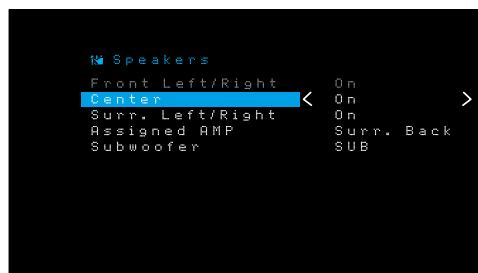 Speakers
Front Left/Right On
Center < On >
Surr. Left/Right On
Assigned AMP Surr. Back
Subwoofer SUB